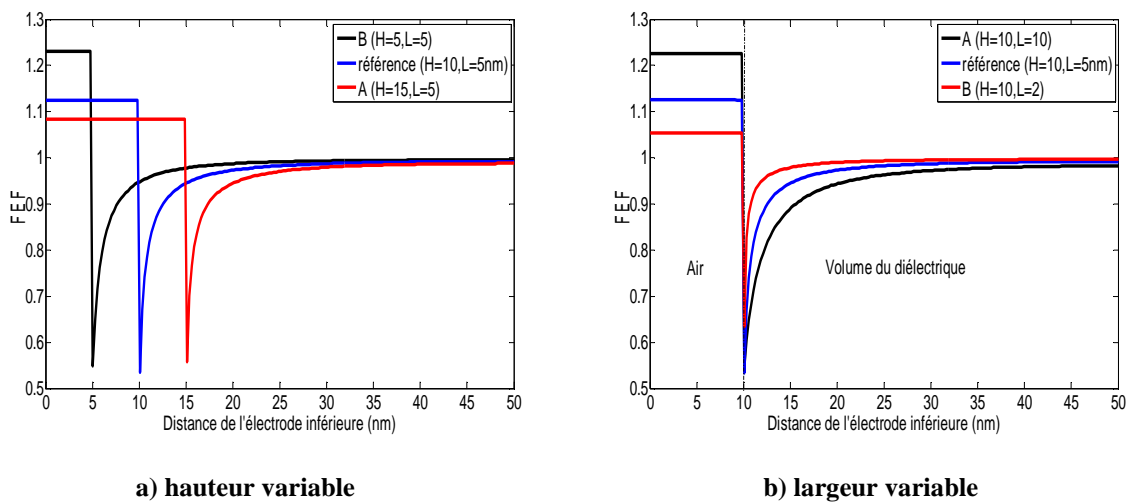 1.3
1.2
1.1
1
0.9
0.8
0.7
0.6
0.5
FEF
B (H=5,L=5)
référence (H=10,L=5nm)
A (H=15,L=5)
0 5 10 15 20 25 30 35 40 45 50
Distance de l'électrode inférieure (nm)
a) hauteur variable
1.3
1.2
1.1
1
0.9
0.8
0.7
0.6
0.5
FEF
A (H=10,L=10)
référence (H=10,L=5nm)
B (H=10,L=2)
Air
Volume du diélectrique
0 5 10 15 20 25 30 35 40 45 50
Distance de l'électrode inférieure (nm)
b) largeur variable